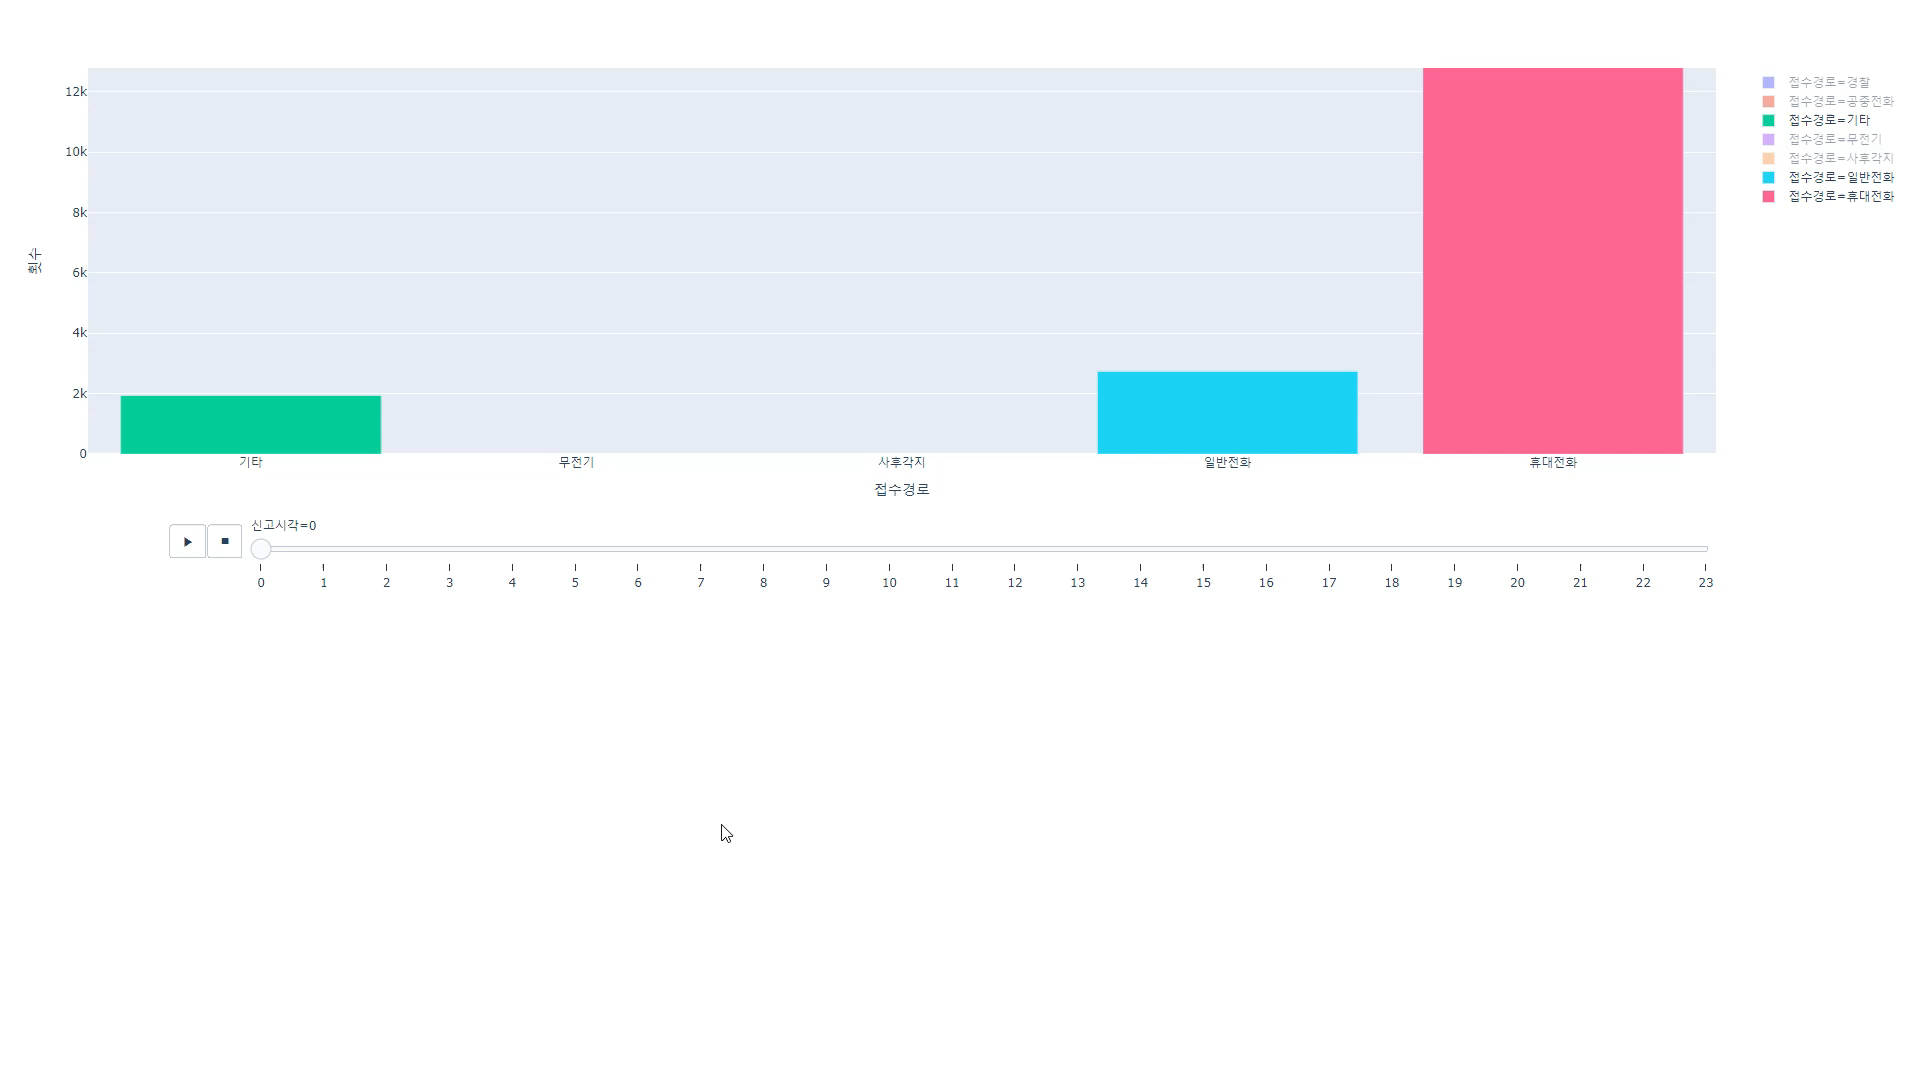 12k
10k
8k
6k
4k
2k
0
횟수
기타
무전기
사후각지
일반전화
휴대전화
접수경로
접수경로=경찰
접수경로=공중전화
접수경로=기타
접수경로=무전기
접수경로=사후각지
접수경로=일반전화
접수경로=휴대전화
▶
■
신고시각=0
0 1 2 3 4 5 6 7 8 9 10 11 12 13 14 15 16 17 18 19 20 21 22 23